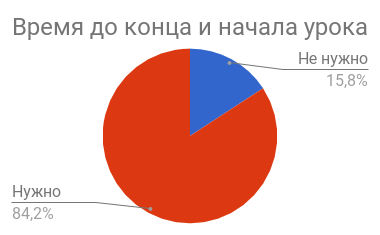 Время до конца и начала урока
Не нужно
15,8%
Нужно
84,2%